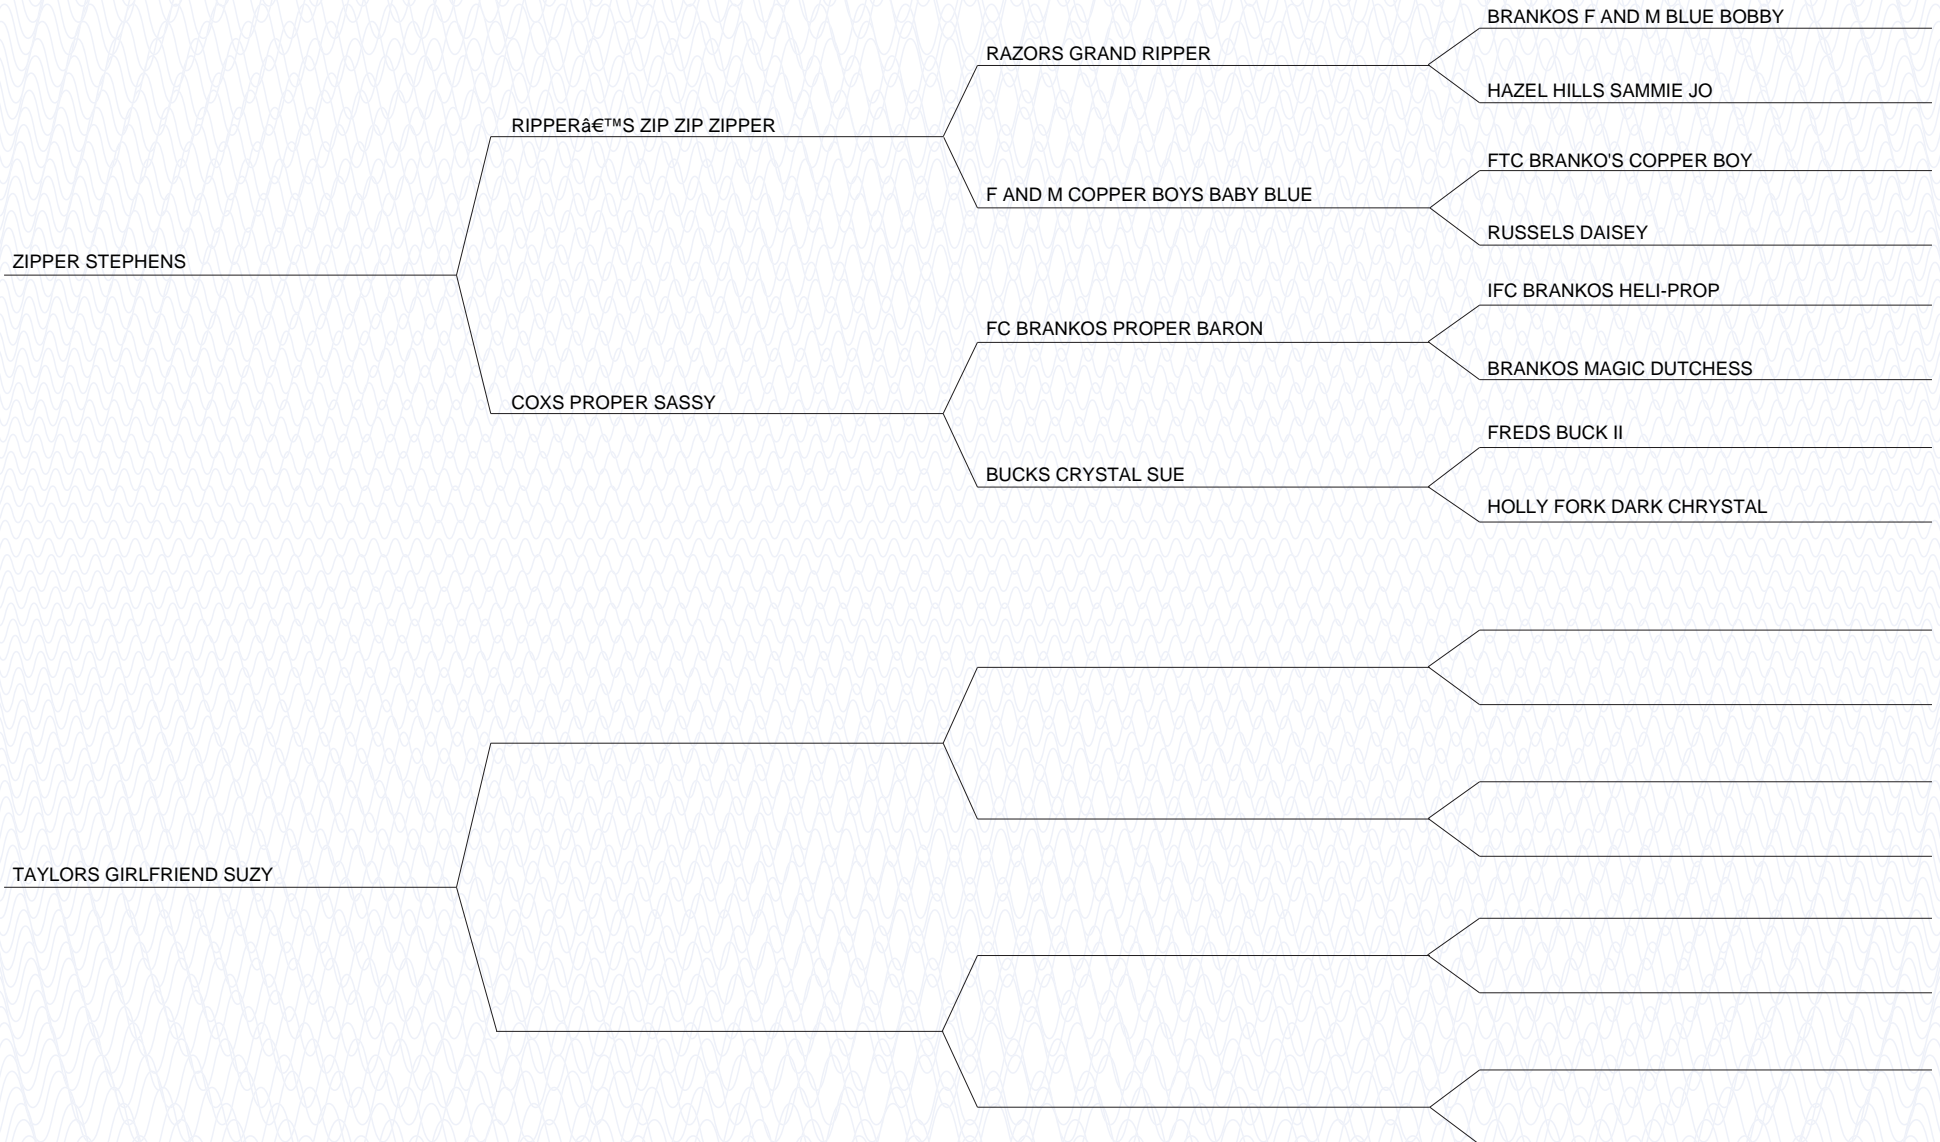 BRANKOS F AND M BLUE BOBBY
RAZORS GRAND RIPPER
HAZEL HILLS SAMMIE JO
RIPPERâ€™S ZIP ZIP ZIPPER
FTC BRANKO'S COPPER BOY
F AND M COPPER BOYS BABY BLUE
RUSSELS DAISEY
ZIPPER STEPHENS
IFC BRANKOS HELI-PROP
FC BRANKOS PROPER BARON
BRANKOS MAGIC DUTCHESS
COXS PROPER SASSY
FREDS BUCK II
BUCKS CRYSTAL SUE
HOLLY FORK DARK CHRYSTAL
TAYLORS GIRLFRIEND SUZY